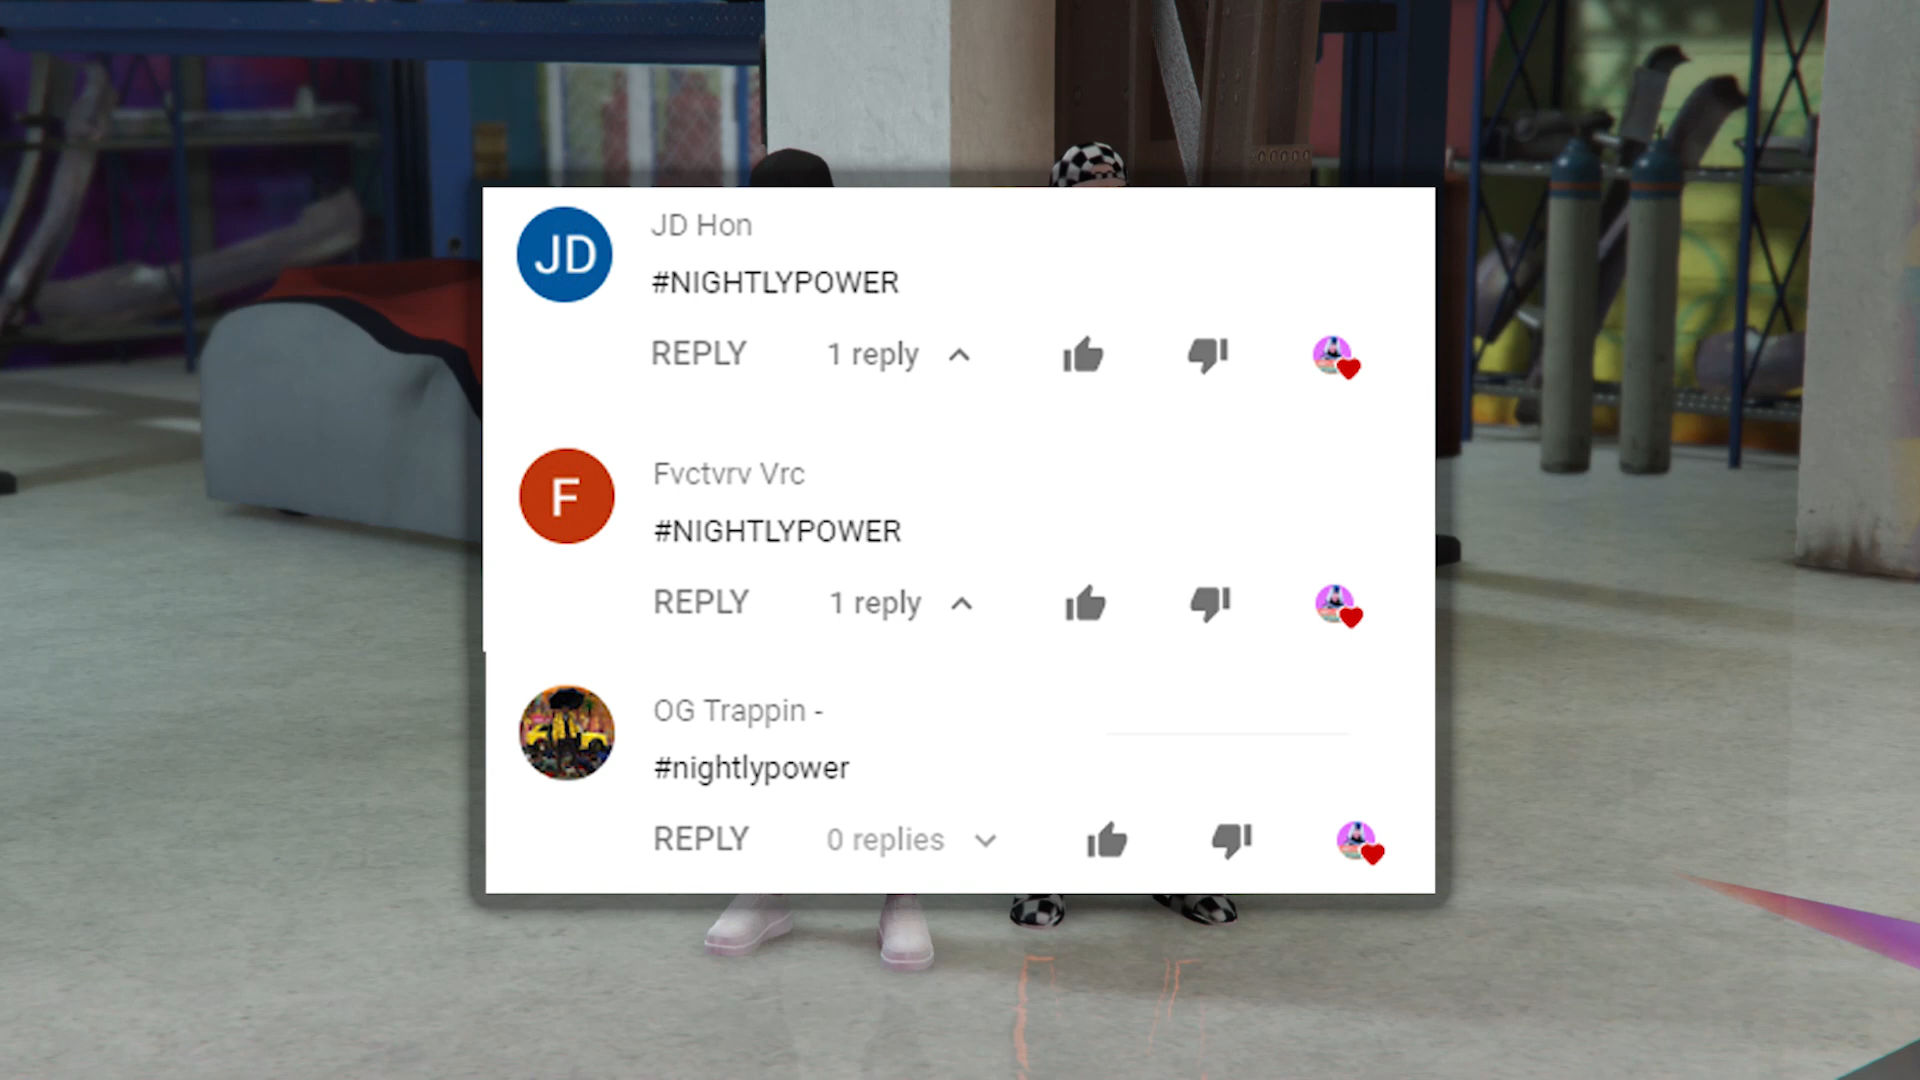 JD
JD Hon
#NIGHTLYPOWER
REPLY 1 reply
F
Fvctvrv Vrc
#NIGHTLYPOWER
REPLY 1 reply
OG Trappin -
#nightlypower
REPLY 0 replies